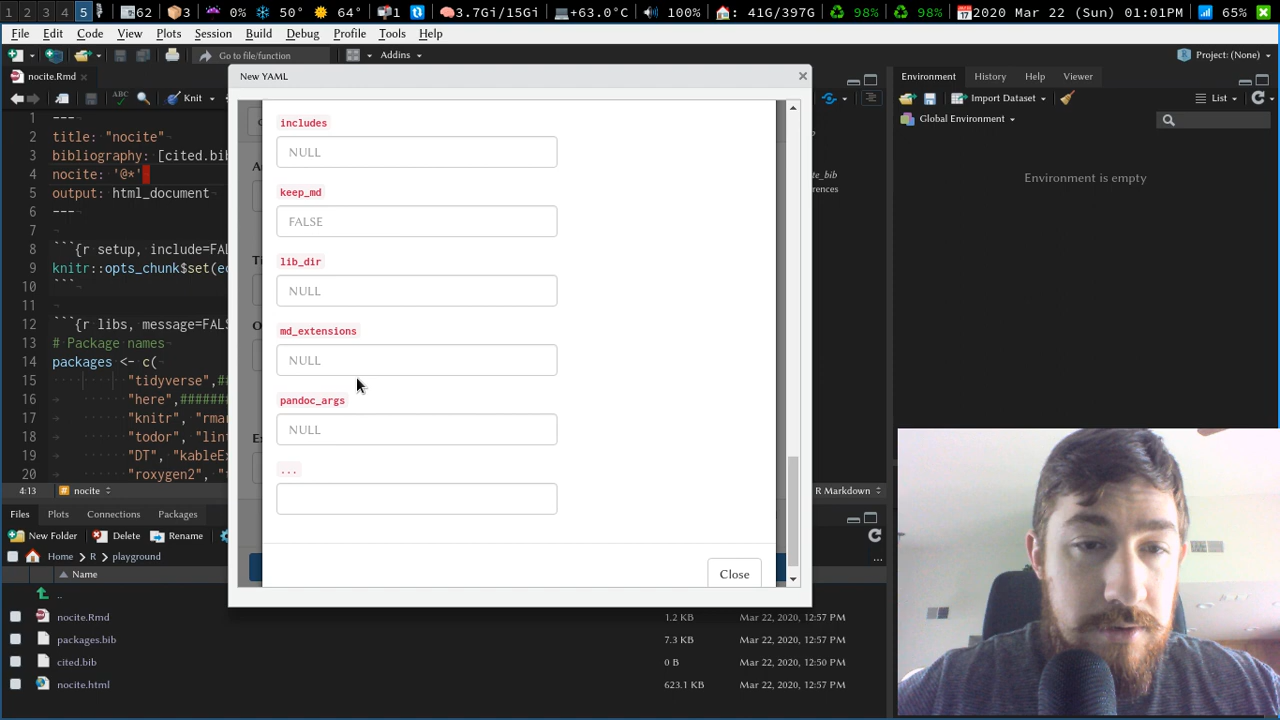 1 2 3 4 5 62 3 0% 50° 64° 1 3.7Gi/15Gi +63.0°C 100% : 41G/397G 98% 98% 2020 Mar 22 (Sun) 01:01PM 65%
File Edit Code View Plots Session Build Debug Profile Tools Help
Go to file/function Addins Project: (None)
nocite.Rmd
ABC Knit
1 ---
2 title: "nocite"
3 bibliography: [cited.bib
4 nocite: '@*'
5 output: html_document
6 ---
7
8 ```{r setup, include=FAL
9 knitr::opts_chunk$set(ec
10 ```
11
12 ```{r libs, message=FALS
13 # Package names
14 packages <- c(
15 "tidyverse",##
16 "here",#######
17 "knitr", "rmar
18 "todor", "lint
19 "DT", "kableEx
20 "roxygen2", "
4:13 nocite R Markdown
te_bib
erences
New YAML
includes
NULL
keep_md
FALSE
lib_dir
NULL
md_extensions
NULL
pandoc_args
NULL
...
Close
Environment History Help Viewer
Import Dataset List
Global Environment
Environment is empty
Files Plots Connections Packages
New Folder Delete Rename
Home R playground ...
Name
..
nocite.Rmd 1.2 KB Mar 22, 2020, 12:57 PM
packages.bib 7.3 KB Mar 22, 2020, 12:57 PM
cited.bib 0 B Mar 22, 2020, 12:50 PM
nocite.html 623.1 KB Mar 22, 2020, 12:57 PM